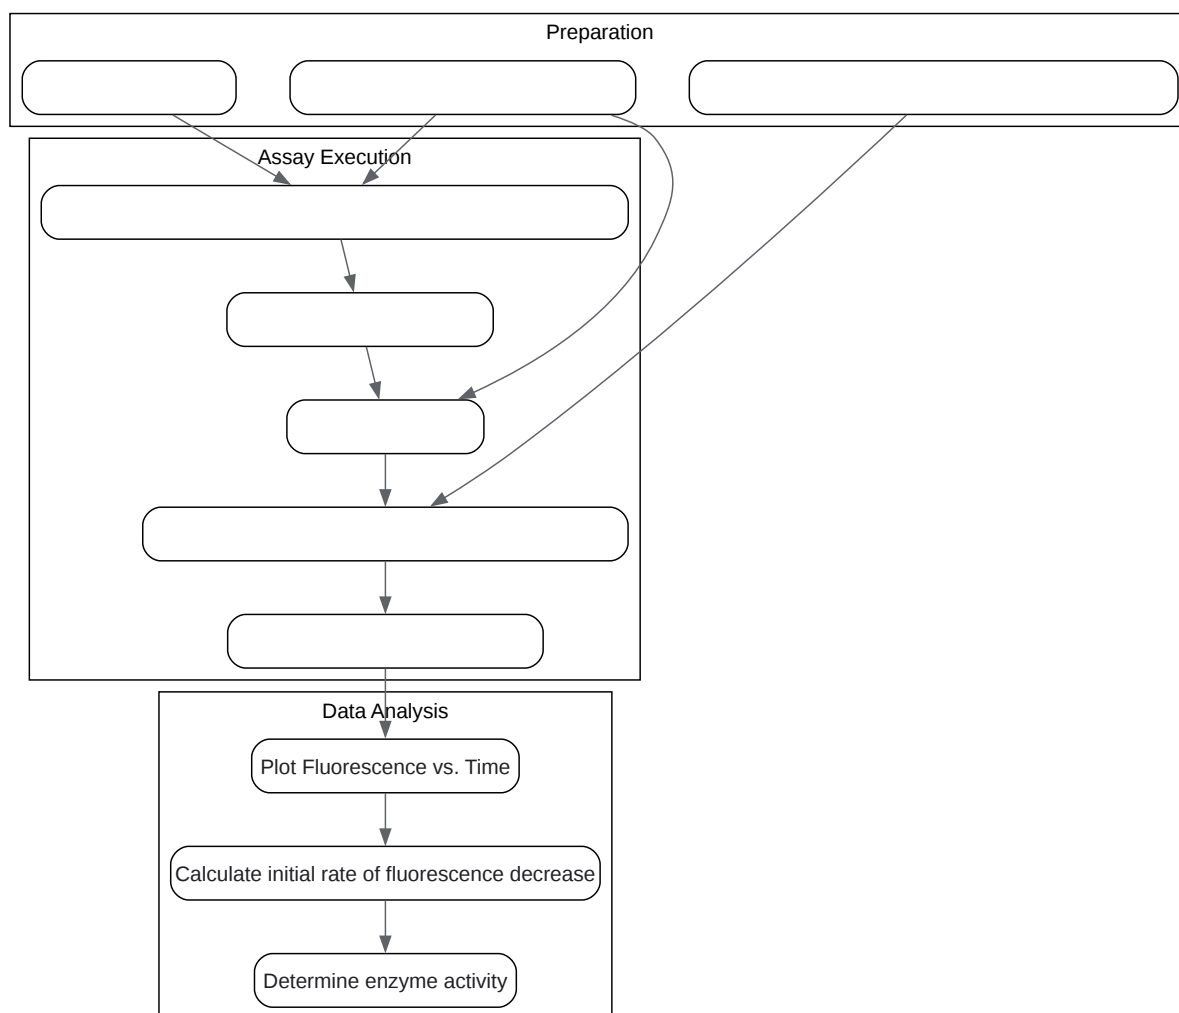 Preparation
Assay Execution
Data Analysis
Plot Fluorescence vs. Time
Calculate initial rate of fluorescence decrease
Determine enzyme activity